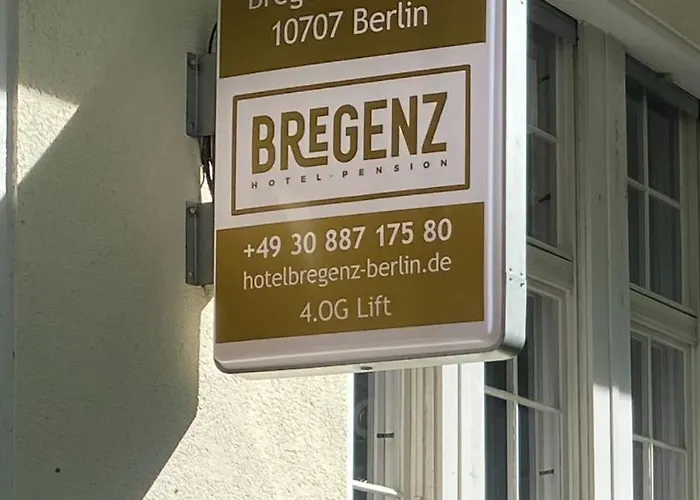 10707 Berlin
BREGENZ
HOTEL-PENSION
+49 30 887 175 80
hotelbregenz-berlin.de
4.OG Lift